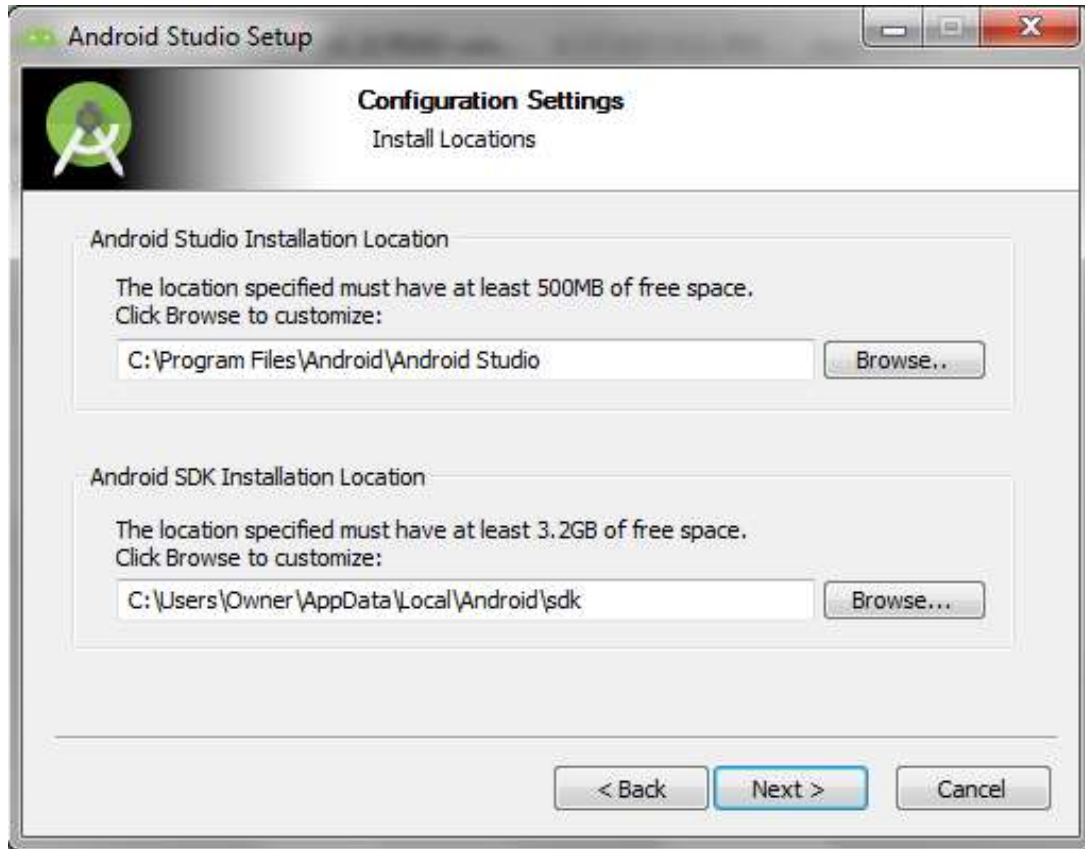 Android Studio Setup
Configuration Settings
Install Locations
Android Studio Installation Location
The location specified must have at least 500MB of free space.
Click Browse to customize:
C:\Program Files\Android\Android Studio
Browse..
Android SDK Installation Location
The location specified must have at least 3.2GB of free space.
Click Browse to customize:
C:\Users\Owner\AppData\Local\Android\sdk
Browse...
< Back
Next >
Cancel